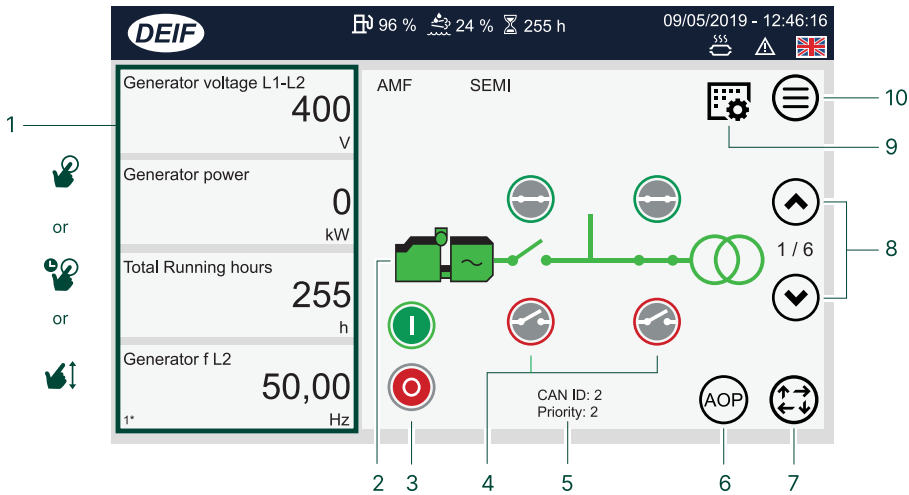 DEIF
96 %
24 %
255 h
09/05/2019 - 12:46:16
Generator voltage L1-L2
400
V
Generator power
0
kW
Total Running hours
255
h
Generator f L2
50,00
1*
Hz
AMF
SEMI
1 / 6
CAN ID: 2
Priority: 2
AOP
1
or
or
2
3
4
5
6
7
8
9
10